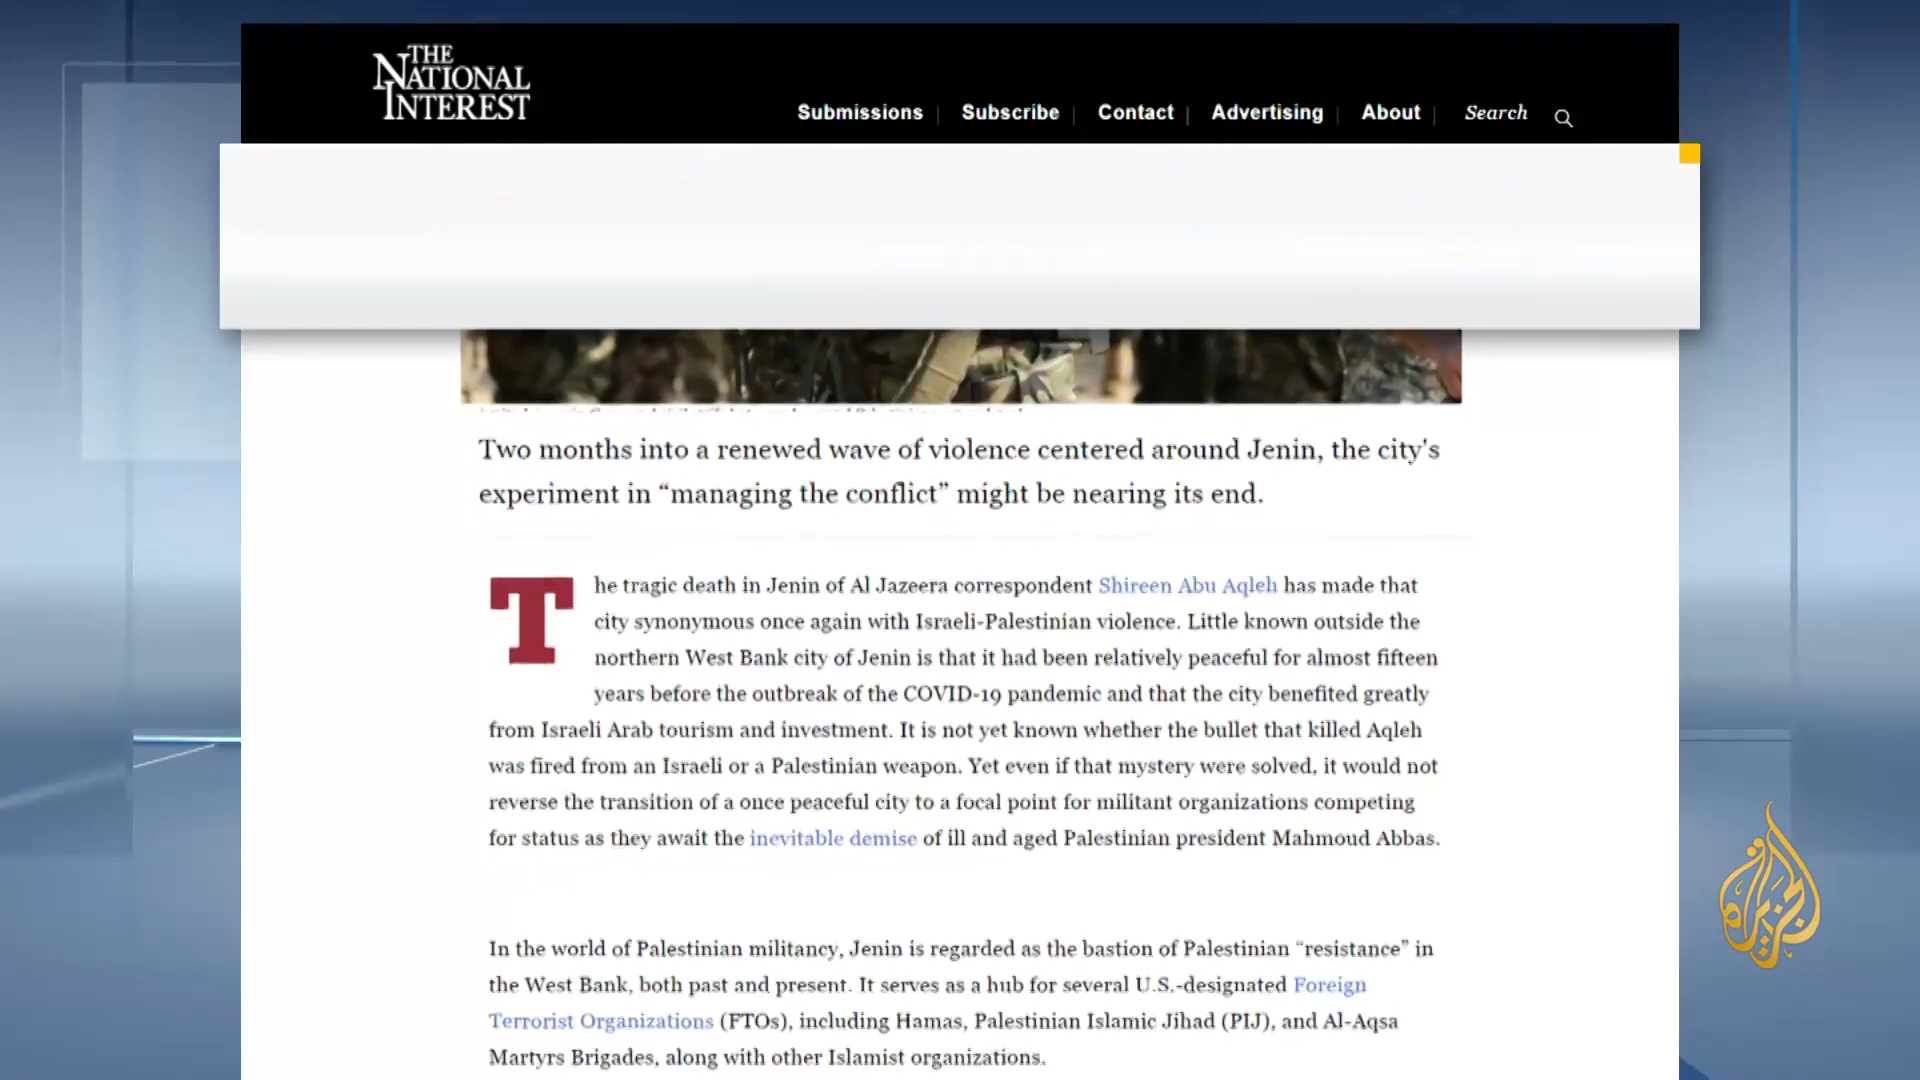 THE
NATIONAL
INTEREST
Submissions
Subscribe
Contact
Advertising
About
Search
Two months into a renewed wave of violence centered around Jenin, the city's
experiment in “managing the conflict” might be nearing its end.
The tragic death in Jenin of Al Jazeera correspondent Shireen Abu Aqleh has made that
city synonymous once again with Israeli-Palestinian violence. Little known outside the
northern West Bank city of Jenin is that it had been relatively peaceful for almost fifteen
years before the outbreak of the COVID-19 pandemic and that the city benefited greatly
from Israeli Arab tourism and investment. It is not yet known whether the bullet that killed Aqleh
was fired from an Israeli or a Palestinian weapon. Yet even if that mystery were solved, it would not
reverse the transition of a once peaceful city to a focal point for militant organizations competing
for status as they await the inevitable demise of ill and aged Palestinian president Mahmoud Abbas.
In the world of Palestinian militancy, Jenin is regarded as the bastion of Palestinian “resistance” in
the West Bank, both past and present. It serves as a hub for several U.S.-designated Foreign
Terrorist Organizations (FTOs), including Hamas, Palestinian Islamic Jihad (PIJ), and Al-Aqsa
Martyrs Brigades, along with other Islamist organizations.
الجزيرة